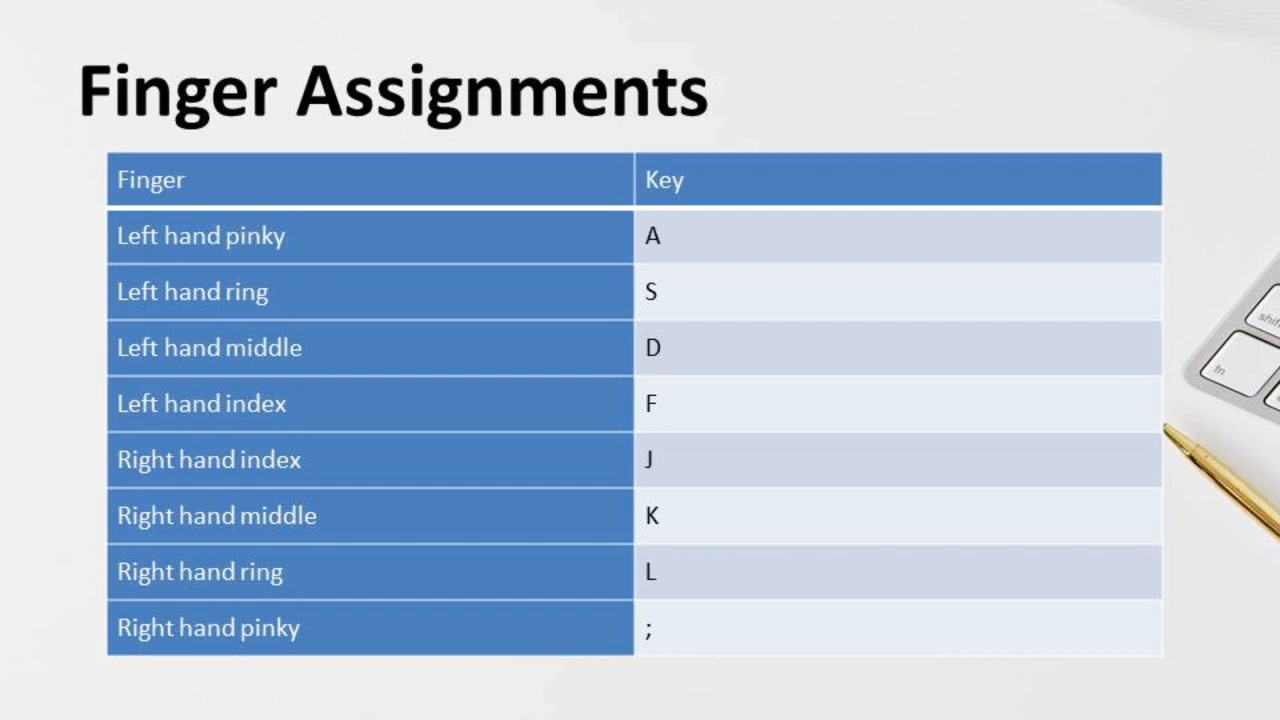 Finger Assignments
Finger Key
Left hand pinky A
Left hand ring S
Left hand middle D
Left hand index F
Right hand index J
Right hand middle K
Right hand ring L
Right hand pinky ;
fn